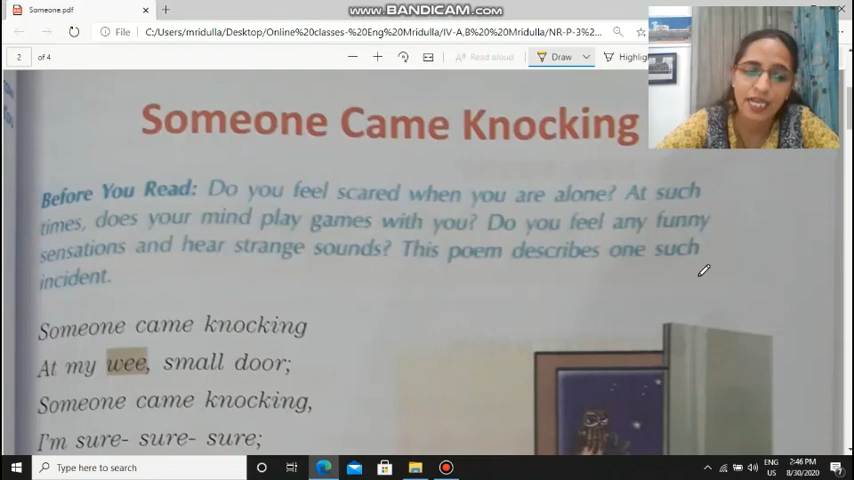 Someone.pdf
WWW.BANDICAM.COM
File
C:/Users/mridulla/Desktop/Online%20classes-%20Eng%20Mridulla/IV-A,B%20%20Mridulla/NR-P-3%2...
2 of 4
Read aloud
Draw
Highlig
Someone Came Knocking
Before You Read: Do you feel scared when you are alone? At such
times, does your mind play games with you? Do you feel any funny
sensations and hear strange sounds? This poem describes one such
incident.
Someone came knocking
At my wee, small door;
Someone came knocking,
I'm sure- sure- sure;
Type here to search
ENG
US
2:46 PM
8/30/2020